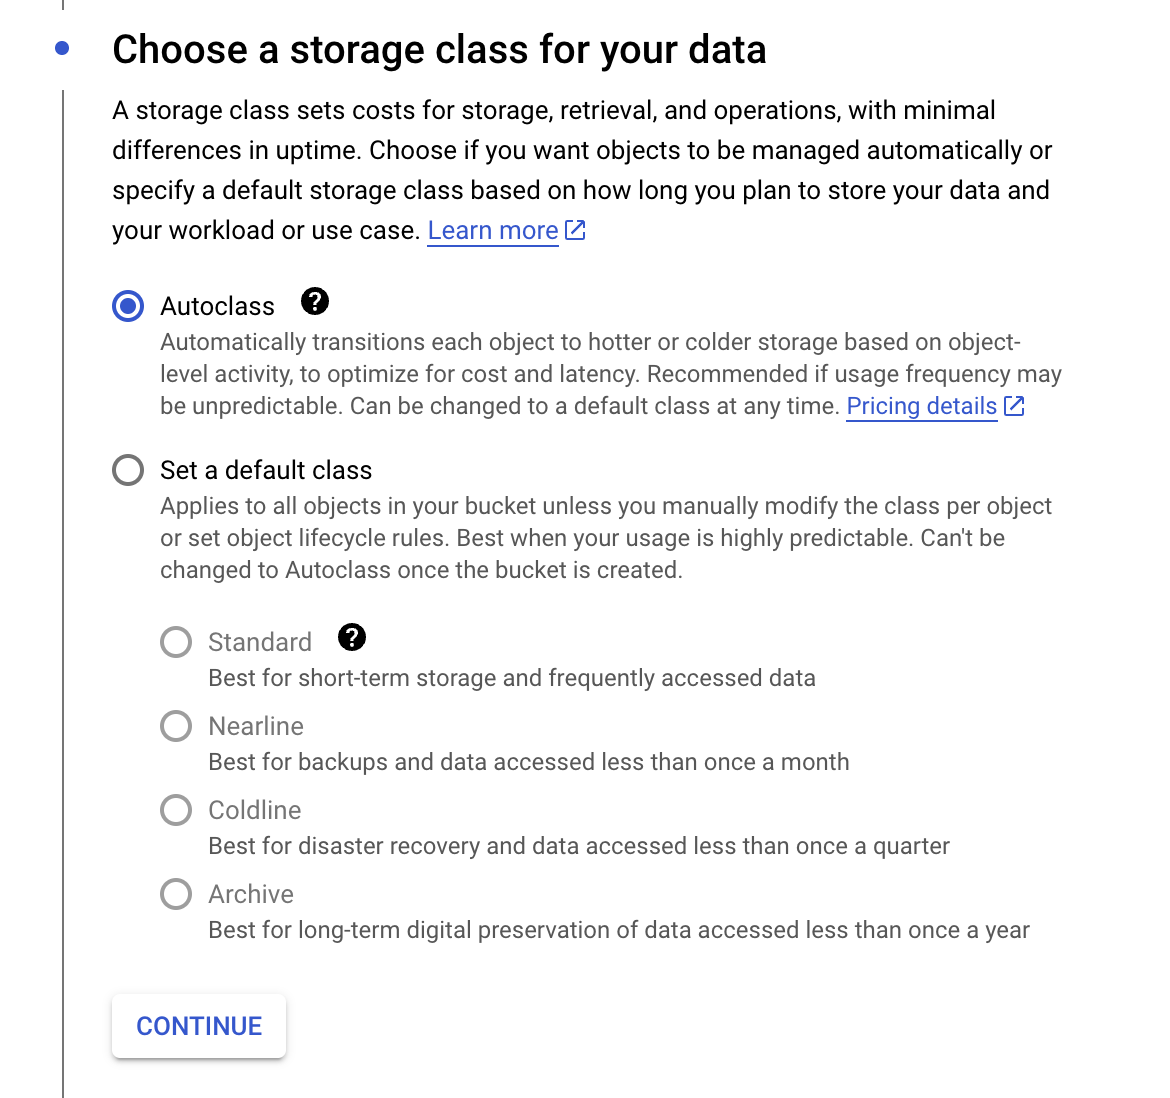 Choose a storage class for your data
A storage class sets costs for storage, retrieval, and operations, with minimal
differences in uptime. Choose if you want objects to be managed automatically or
specify a default storage class based on how long you plan to store your data and
your workload or use case. Learn more
Autoclass ?
Automatically transitions each object to hotter or colder storage based on object-
level activity, to optimize for cost and latency. Recommended if usage frequency may
be unpredictable. Can be changed to a default class at any time. Pricing details
Set a default class
Applies to all objects in your bucket unless you manually modify the class per object
or set object lifecycle rules. Best when your usage is highly predictable. Can't be
changed to Autoclass once the bucket is created.
Standard ?
Best for short-term storage and frequently accessed data
Nearline
Best for backups and data accessed less than once a month
Coldline
Best for disaster recovery and data accessed less than once a quarter
Archive
Best for long-term digital preservation of data accessed less than once a year
CONTINUE